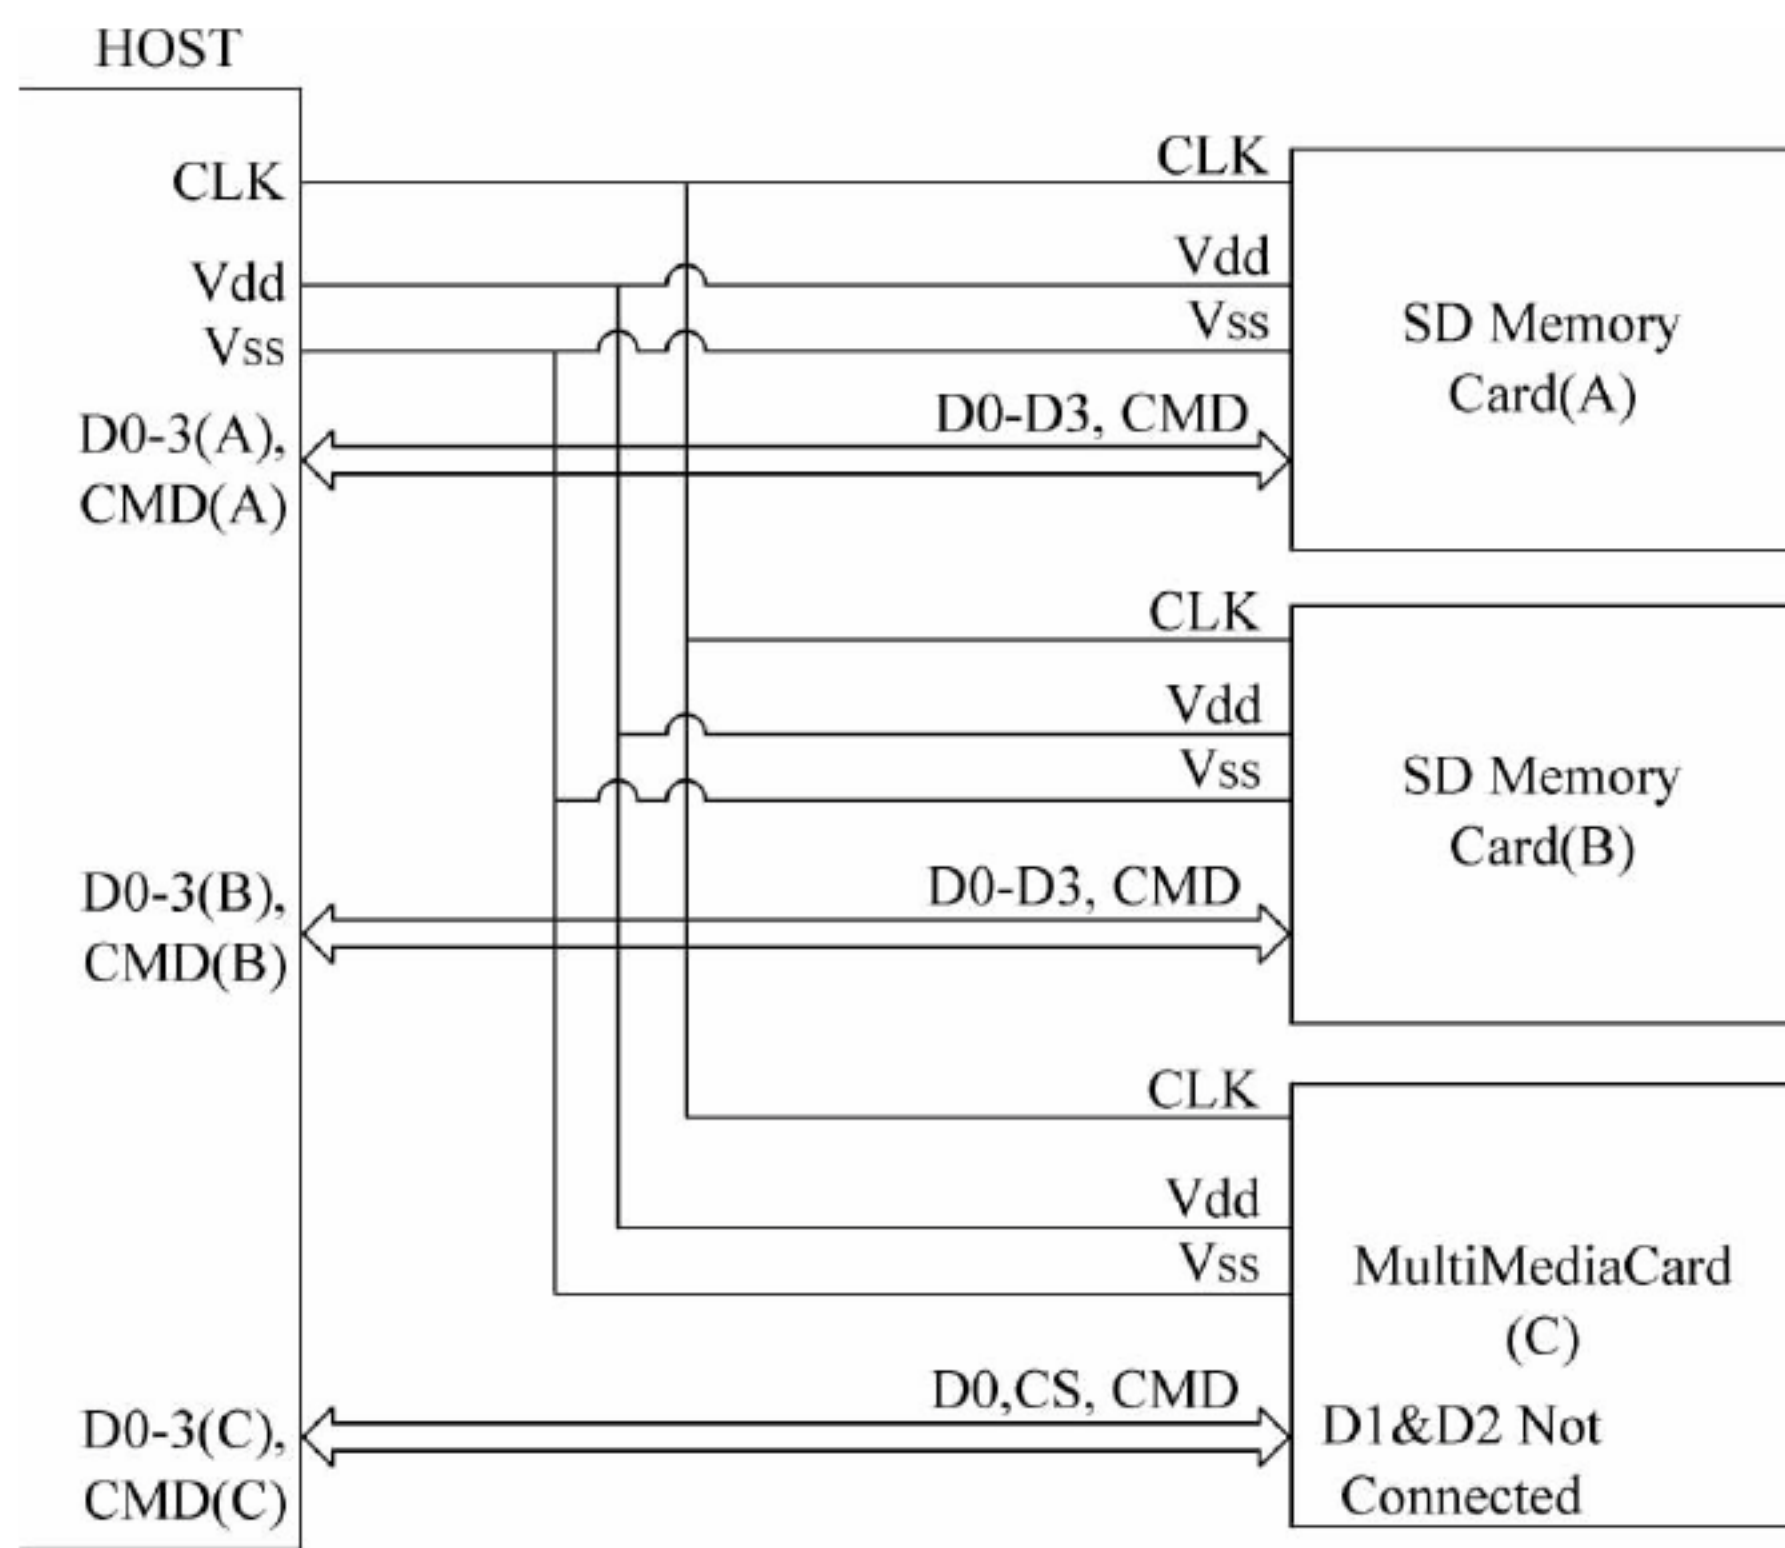 HOST
CLK
Vdd
Vss
D0-3(A),
CMD(A)
D0-3(B),
CMD(B)
D0-3(C),
CMD(C)
CLK
Vdd
Vss
D0-D3, CMD
SD Memory
Card(A)
CLK
Vdd
Vss
D0-D3, CMD
SD Memory
Card(B)
CLK
Vdd
Vss
D0,CS, CMD
MultiMediaCard
(C)
D1&D2 Not
Connected